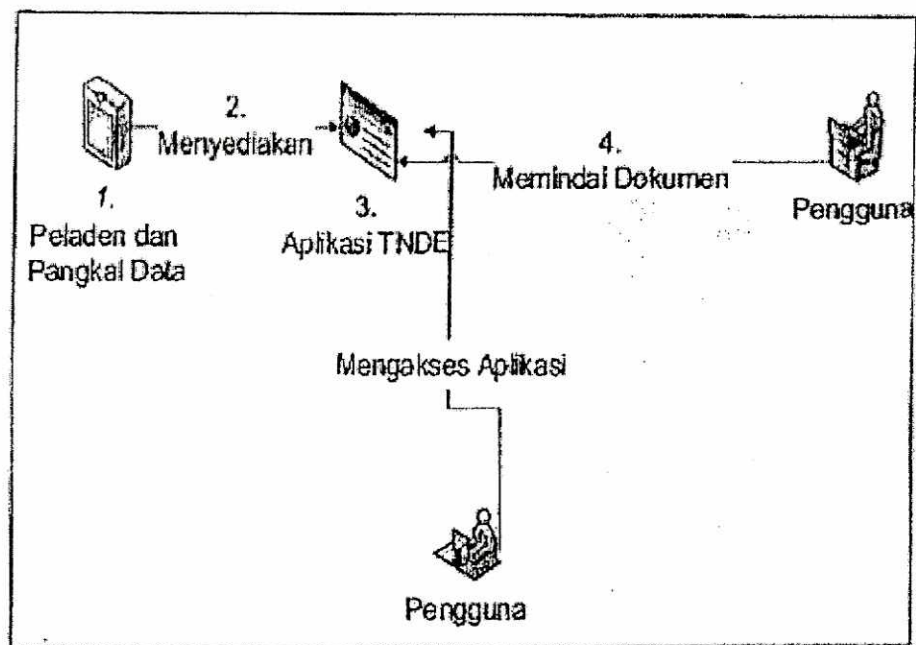 1.
Peladen dan
Pangkal Data
2.
Menyediakan
3.
Aplikasi TNDE
4.
Memindai Dokumen
Pengguna
Mengakses Aplikasi
Pengguna